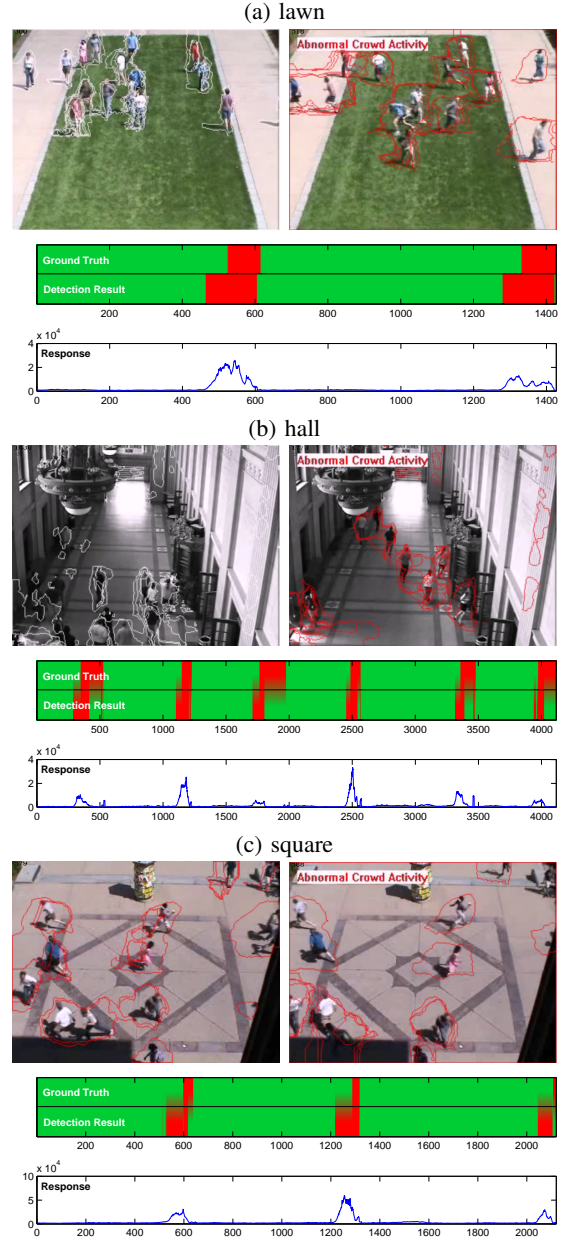 (a) lawn
Abnormal Crowd Activity
Ground Truth
Detection Result
200 400 600 800 1000 1200 1400
x 10^4
Response
4
2
0
0 200 400 600 800 1000 1200 1400
(b) hall
Abnormal Crowd Activity
Ground Truth
Detection Result
500 1000 1500 2000 2500 3000 3500 4000
x 10^4
Response
4
2
0
0 500 1000 1500 2000 2500 3000 3500 4000
(c) square
Abnormal Crowd Activity
Ground Truth
Detection Result
200 400 600 800 1000 1200 1400 1600 1800 2000
x 10^4
Response
10
5
0
0 200 400 600 800 1000 1200 1400 1600 1800 2000